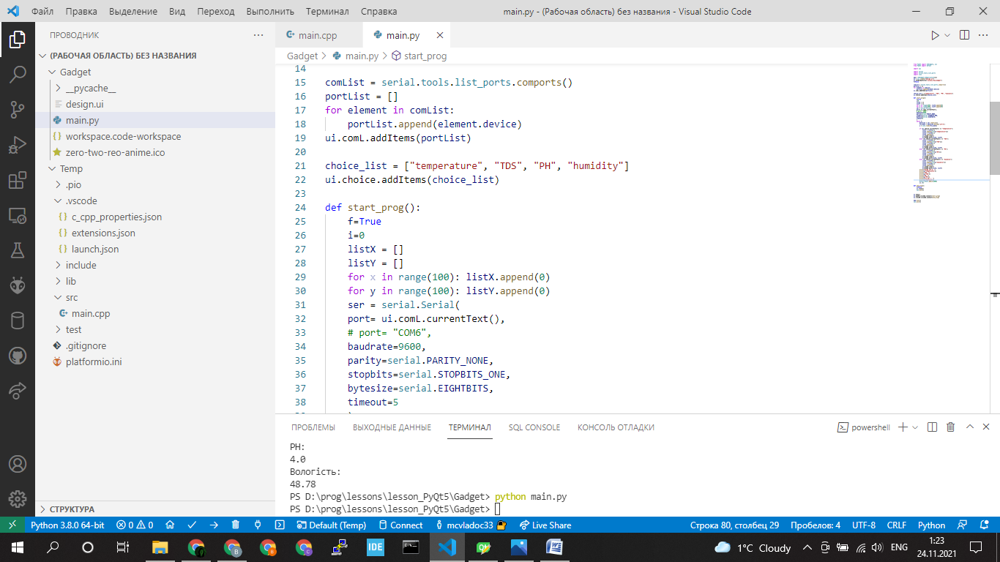 Файл Правка Выделение Вид Переход Выполнить Терминал Справка main.py - (Рабочая область) без названия - Visual Studio Code
ПРОВОДНИК
(РАБОЧАЯ ОБЛАСТЬ) БЕЗ НАЗВАНИЯ
Gadget
__pycache__
design.ui
main.py
workspace.code-workspace
zero-two-reo-anime.ico
Temp
.pio
.vscode
c_cpp_properties.json
extensions.json
launch.json
include
lib
src
main.cpp
test
.gitignore
platformio.ini
СТРУКТУРА
main.cpp main.py
Gadget > main.py > start_prog
14
15 comList = serial.tools.list_ports.comports()
16 portList = []
17 for element in comList:
18 portList.append(element.device)
19 ui.comL.addItems(portList)
20
21 choice_list = ["temperature", "TDS", "PH", "humidity"]
22 ui.choice.addItems(choice_list)
23
24 def start_prog():
25 f=True
26 i=0
27 listX = []
28 listY = []
29 for x in range(100): listX.append(0)
30 for y in range(100): listY.append(0)
31 ser = serial.Serial(
32 port= ui.comL.currentText(),
33 # port= "COM6",
34 baudrate=9600,
35 parity=serial.PARITY_NONE,
36 stopbits=serial.STOPBITS_ONE,
37 bytesize=serial.EIGHTBITS,
38 timeout=5
ПРОБЛЕМЫ ВЫХОДНЫЕ ДАННЫЕ ТЕРМИНАЛ SQL CONSOLE КОНСОЛЬ ОТЛАДКИ powershell
PH:
4.0
Вологість:
48.78
PS D:\prog\lessons\lesson_PyQt5\Gadget> python main.py
PS D:\prog\lessons\lesson_PyQt5\Gadget>
Python 3.8.0 64-bit 0 0 Default (Temp) Connect mcvladoc33 Live Share Строка 80, столбец 29 Пробелов: 4 UTF-8 CRLF Python
IDE 1°C Cloudy ENG 1:23
24.11.2021